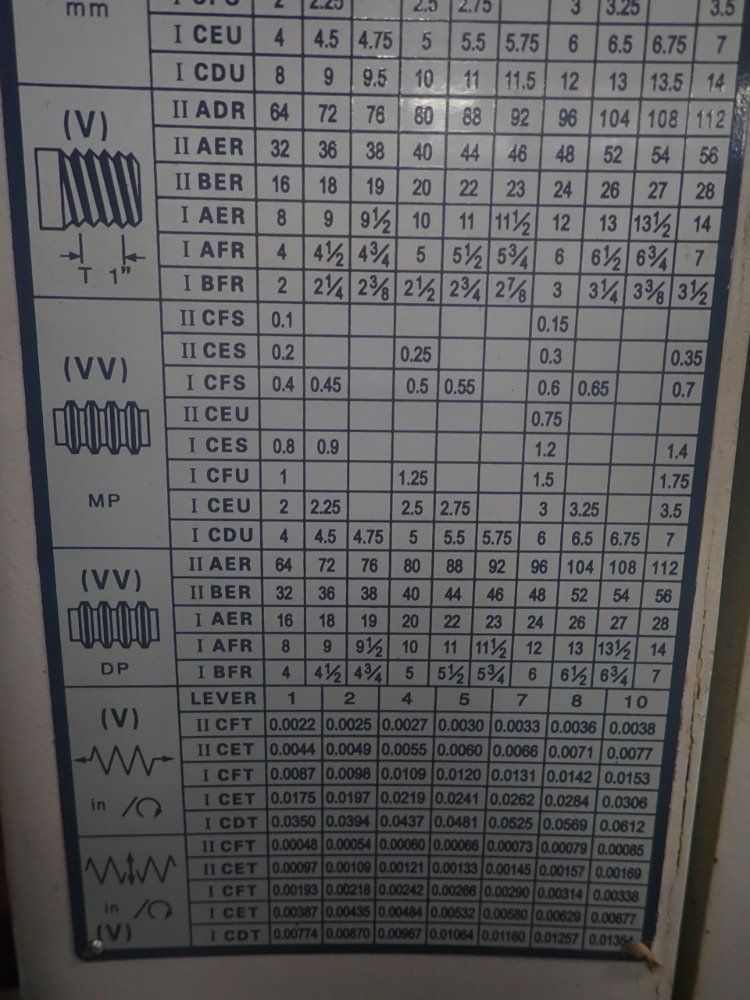 mm 2 2.25 2.5 2.75 3 3.25 3.5
I CEU 4 4.5 4.75 5 5.5 5.75 6 6.5 6.75 7
I CDU 8 9 9.5 10 11 11.5 12 13 13.5 14
(V)
T 1"
II ADR 64 72 76 80 88 92 96 104 108 112
II AER 32 36 38 40 44 46 48 52 54 56
II BER 16 18 19 20 22 23 24 26 27 28
I AER 8 9 9½ 10 11 11½ 12 13 13½ 14
I AFR 4 4½ 4¾ 5 5½ 5¾ 6 6½ 6¾ 7
I BFR 2 2¼ 2⅜ 2½ 2¾ 2⅞ 3 3¼ 3⅜ 3½
(VV)
MP
II CFS 0.1 0.15
II CES 0.2 0.25 0.3 0.35
I CFS 0.4 0.45 0.5 0.55 0.6 0.65 0.7
II CEU 0.75
I CES 0.8 0.9 1.2 1.4
I CFU 1 1.25 1.5 1.75
I CEU 2 2.25 2.5 2.75 3 3.25 3.5
I CDU 4 4.5 4.75 5 5.5 5.75 6 6.5 6.75 7
(VV)
DP
II AER 64 72 76 80 88 92 96 104 108 112
II BER 32 36 38 40 44 46 48 52 54 56
I AER 16 18 19 20 22 23 24 26 27 28
I AFR 8 9 9½ 10 11 11½ 12 13 13½ 14
I BFR 4 4½ 4¾ 5 5½ 5¾ 6 6½ 6¾ 7
LEVER 1 2 4 5 7 8 10
(V)
in /
II CFT 0.0022 0.0025 0.0027 0.0030 0.0033 0.0036 0.0038
II CET 0.0044 0.0049 0.0055 0.0060 0.0066 0.0071 0.0077
I CFT 0.0087 0.0098 0.0109 0.0120 0.0131 0.0142 0.0153
I CET 0.0175 0.0197 0.0219 0.0241 0.0262 0.0284 0.0306
I CDT 0.0350 0.0394 0.0437 0.0481 0.0525 0.0569 0.0612
in /
(V)
II CFT 0.00048 0.00054 0.00060 0.00066 0.00073 0.00079 0.00085
II CET 0.00097 0.00109 0.00121 0.00133 0.00145 0.00157 0.00169
I CFT 0.00193 0.00218 0.00242 0.00266 0.00290 0.00314 0.00338
I CET 0.00387 0.00435 0.00484 0.00532 0.00580 0.00629 0.00677
I CDT 0.00774 0.00870 0.00967 0.01064 0.01160 0.01257 0.01354